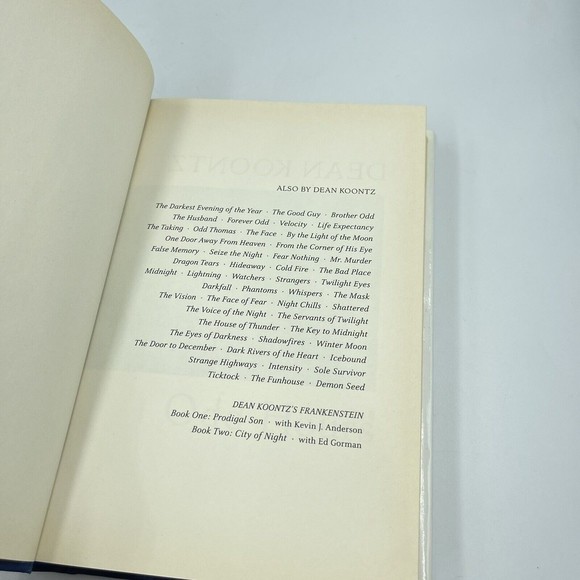 ALSO BY DEAN KOONTZ
The Darkest Evening of the Year · The Good Guy · Brother Odd
The Husband · Forever Odd · Velocity · Life Expectancy
The Taking · Odd Thomas · The Face · By the Light of the Moon
One Door Away From Heaven · From the Corner of His Eye
False Memory · Seize the Night · Fear Nothing · Mr. Murder
Dragon Tears · Hideaway · Cold Fire · The Bad Place
Midnight · Lightning · Watchers · Strangers · Twilight Eyes
Darkfall · Phantoms · Whispers · The Mask
The Vision · The Face of Fear · Night Chills · Shattered
The Voice of the Night · The Servants of Twilight
The House of Thunder · The Key to Midnight
The Eyes of Darkness · Shadowfires · Winter Moon
The Door to December · Dark Rivers of the Heart · Icebound
Strange Highways · Intensity · Sole Survivor
Ticktock · The Funhouse · Demon Seed
DEAN KOONTZ'S FRANKENSTEIN
Book One: Prodigal Son · with Kevin J. Anderson
Book Two: City of Night · with Ed Gorman